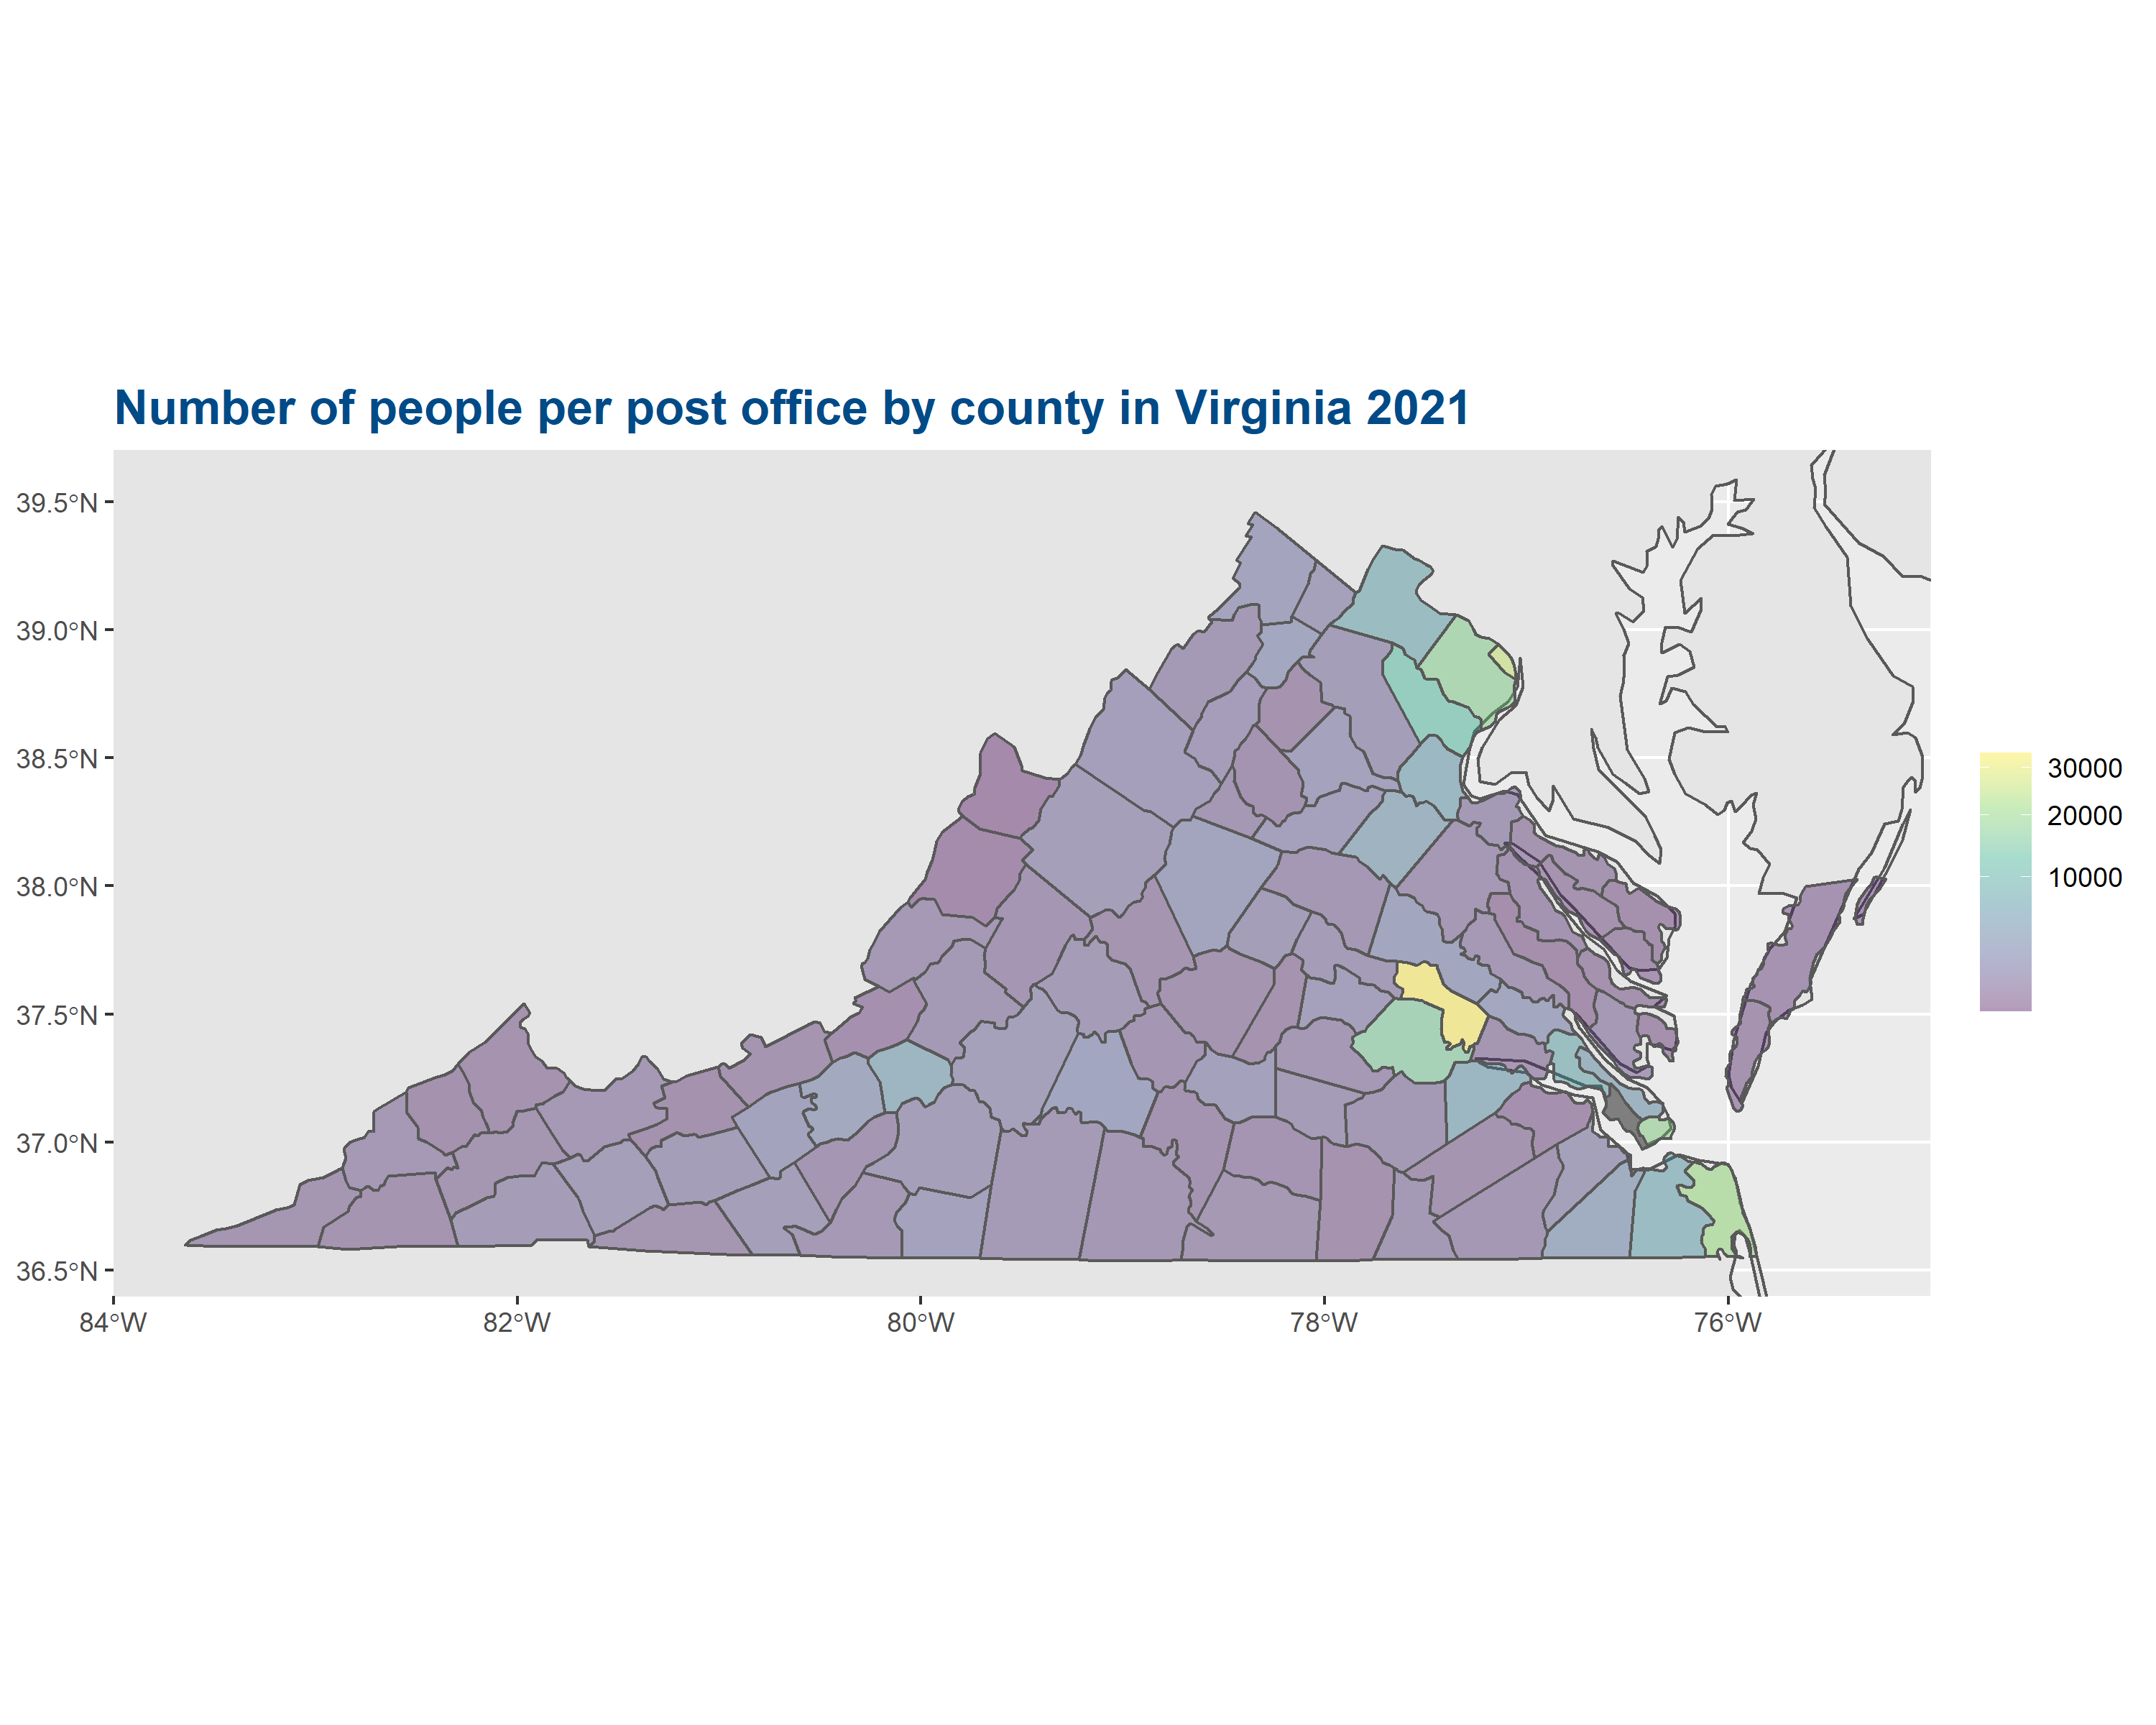 Number of people per post office by county in Virginia 2021
39.5°N
39.0°N
38.5°N
38.0°N
37.5°N
37.0°N
36.5°N
84°W 82°W 80°W 78°W 76°W
30000
20000
10000